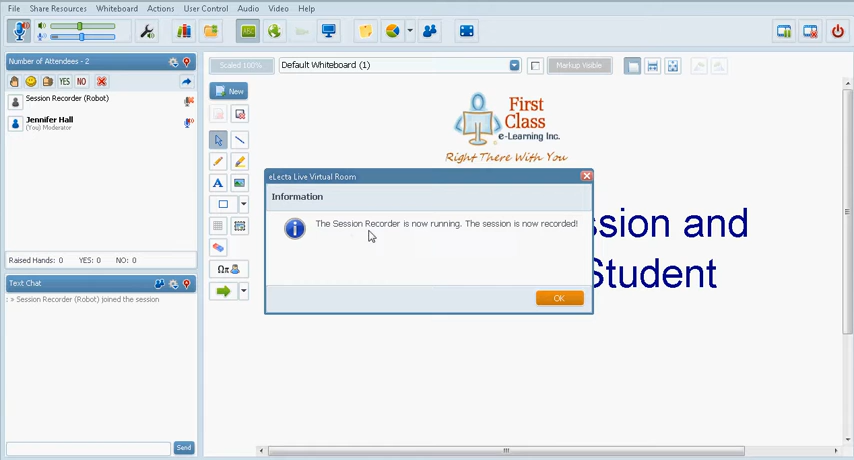 File Share Resources Whiteboard Actions User Control Audio Video Help
Number of Attendees - 2
YES NO
Session Recorder (Robot)
Jennifer Hall
(You) Moderator
Raised Hands: 0 YES: 0 NO: 0
Text Chat
: » Session Recorder (Robot) joined the session
Send
Scaled 100%
Default Whiteboard (1)
Markup Visible
New
A
Ωπ
First
Class
e-Learning Inc.
Right There With You
ssion and
Student
eLecta Live Virtual Room
Information
The Session Recorder is now running. The session is now recorded!
OK